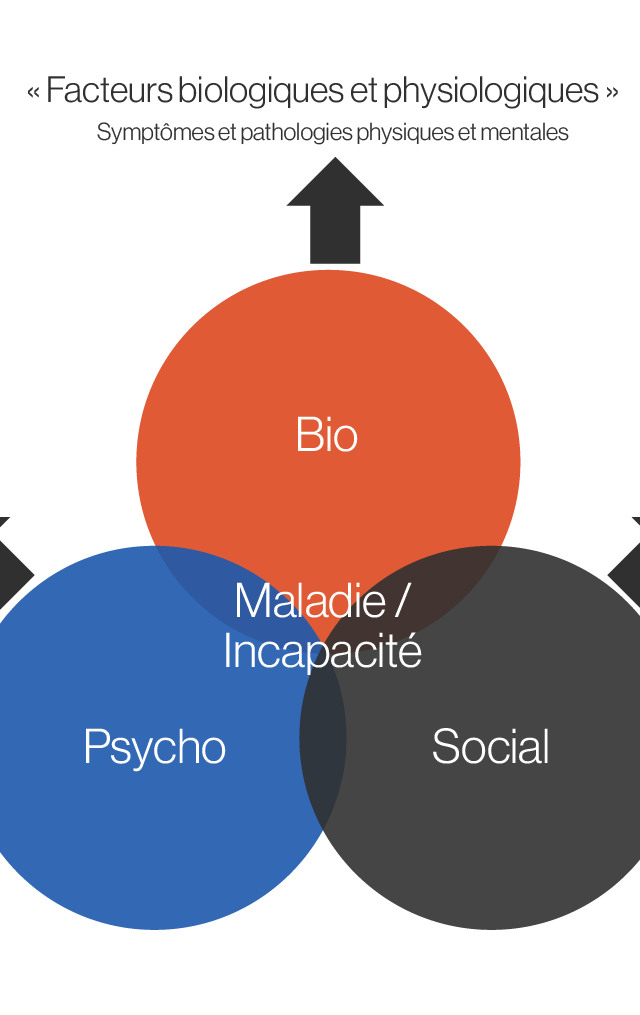 « Facteurs biologiques et physiologiques »
Symptômes et pathologies physiques et mentales
Bio
Maladie /
Incapacité
Psycho
Social